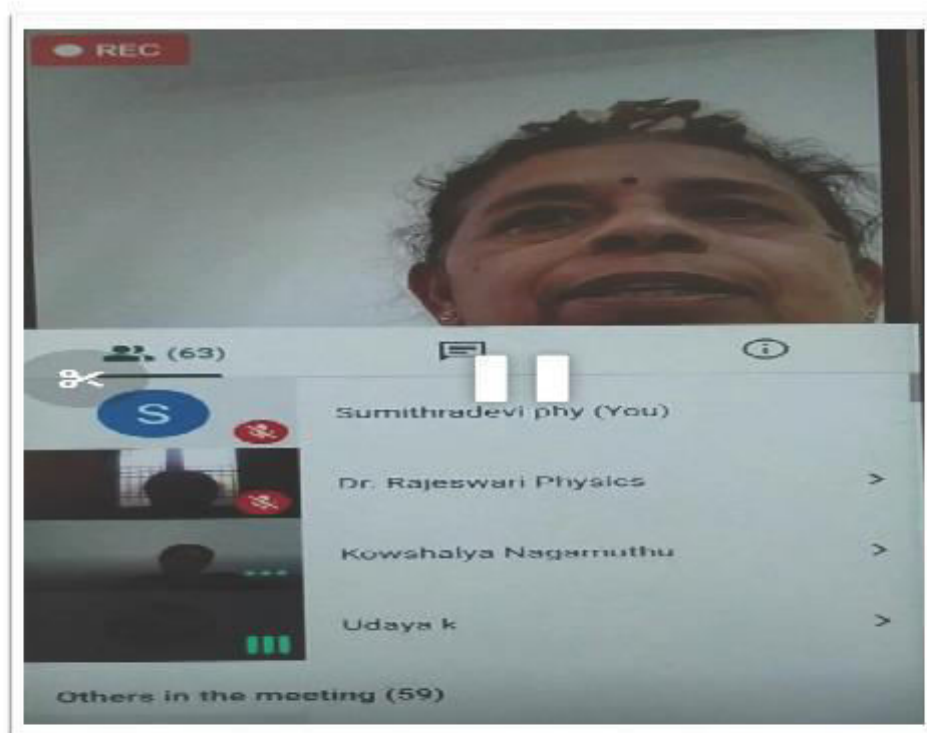 REC
(63)
S
Sumithradevi phy (You)
Dr. Rajeswari Physics
Kowshalya Nagamuthu
Udaya k
Others in the meeting (59)